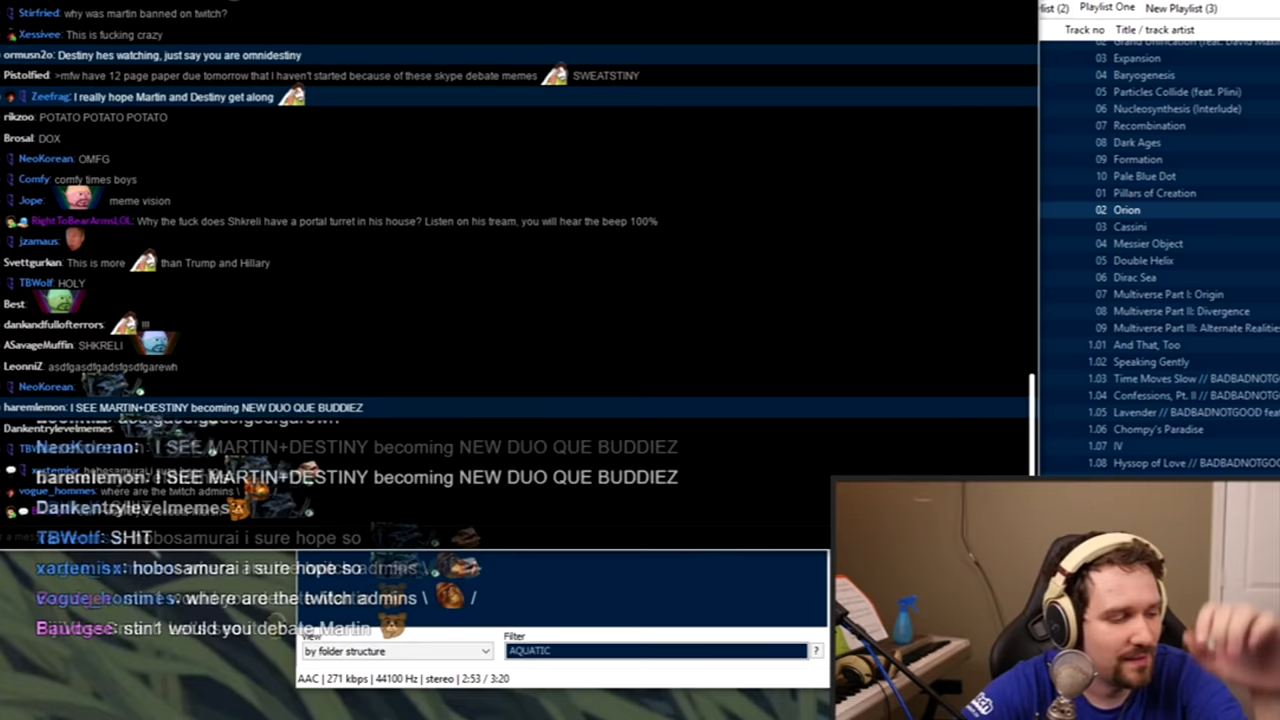 Stirfried: why was martin banned on twitch?
Xessivee: This is fucking crazy
ormusn2o: Destiny hes watching, just say you are omnidestiny
Pistolfied: >mfw have 12 page paper due tomorrow that I haven't started because of these skype debate memes SWEATSTINY
Zeefrag: I really hope Martin and Destiny get along
rikzoo: POTATO POTATO POTATO
Brosal: DOX
NeoKorean: OMFG
Comfy: comfy times boys
Jope: meme vision
RightToBearArmsLOL: Why the fuck does Shkreli have a portal turret in his house? Listen on his tream, you will hear the beep 100%
jzamaus:
Svettgurkan: This is more than Trump and Hillary
TBWolf: HOLY
Best:
dankandfullofterrors: !!!
ASavageMuffin: SHKRELI
LeonniZ: asdfgasdfgadsfgsdfgarewh
NeoKorean:
haremlemon: I SEE MARTIN+DESTINY becoming NEW DUO QUE BUDDIEZ
Dankentrylevelmemes
NeoKorean: I SEE MARTIN+DESTINY becoming NEW DUO QUE BUDDIEZ
haremlemon: I SEE MARTIN+DESTINY becoming NEW DUO QUE BUDDIEZ
vogue_hommes: where are the twitch admins \
Dankentrylevelmemes
TBWolf: SHIT
hobosamurai i sure hope so
xartemisx: hobosamurai i sure hope so
where are the twitch admins \ /
would you debate Martin
View
by folder structure
Filter
AQUATIC
?
AAC | 271 kbps | 44100 Hz | stereo | 2:53 / 3:20
list (2) Playlist One New Playlist (3)
Track no Title / track artist
02 Grand Unification (feat. David
03 Expansion
04 Baryogenesis
05 Particles Collide (feat. Plini)
06 Nucleosynthesis (Interlude)
07 Recombination
08 Dark Ages
09 Formation
10 Pale Blue Dot
01 Pillars of Creation
02 Orion
03 Cassini
04 Messier Object
05 Double Helix
06 Dirac Sea
07 Multiverse Part I: Origin
08 Multiverse Part II: Divergence
09 Multiverse Part III: Alternate Realitie
1.01 And That, Too
1.02 Speaking Gently
1.03 Time Moves Slow // BADBADNOTG
1.04 Confessions, Pt. II // BADBADNO
1.05 Lavender // BADBADNOTGOOD fea
1.06 Chompy's Paradise
1.07 IV
1.08 Hyssop of Love // BADBADNOTGO